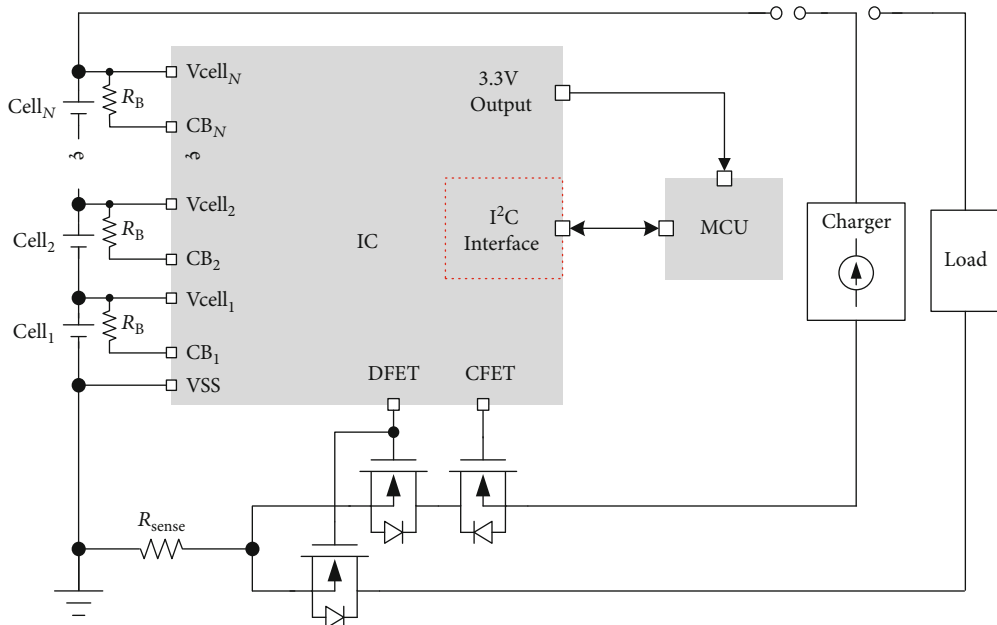 Vcell_N
3.3V
Output
Cell_N
R_B
CB_N
Vcell_2
I²C
Interface
IC
MCU
Charger
Cell_2
R_B
CB_2
Load
Vcell_1
Cell_1
R_B
CB_1
VSS
DFET
CFET
R_sense